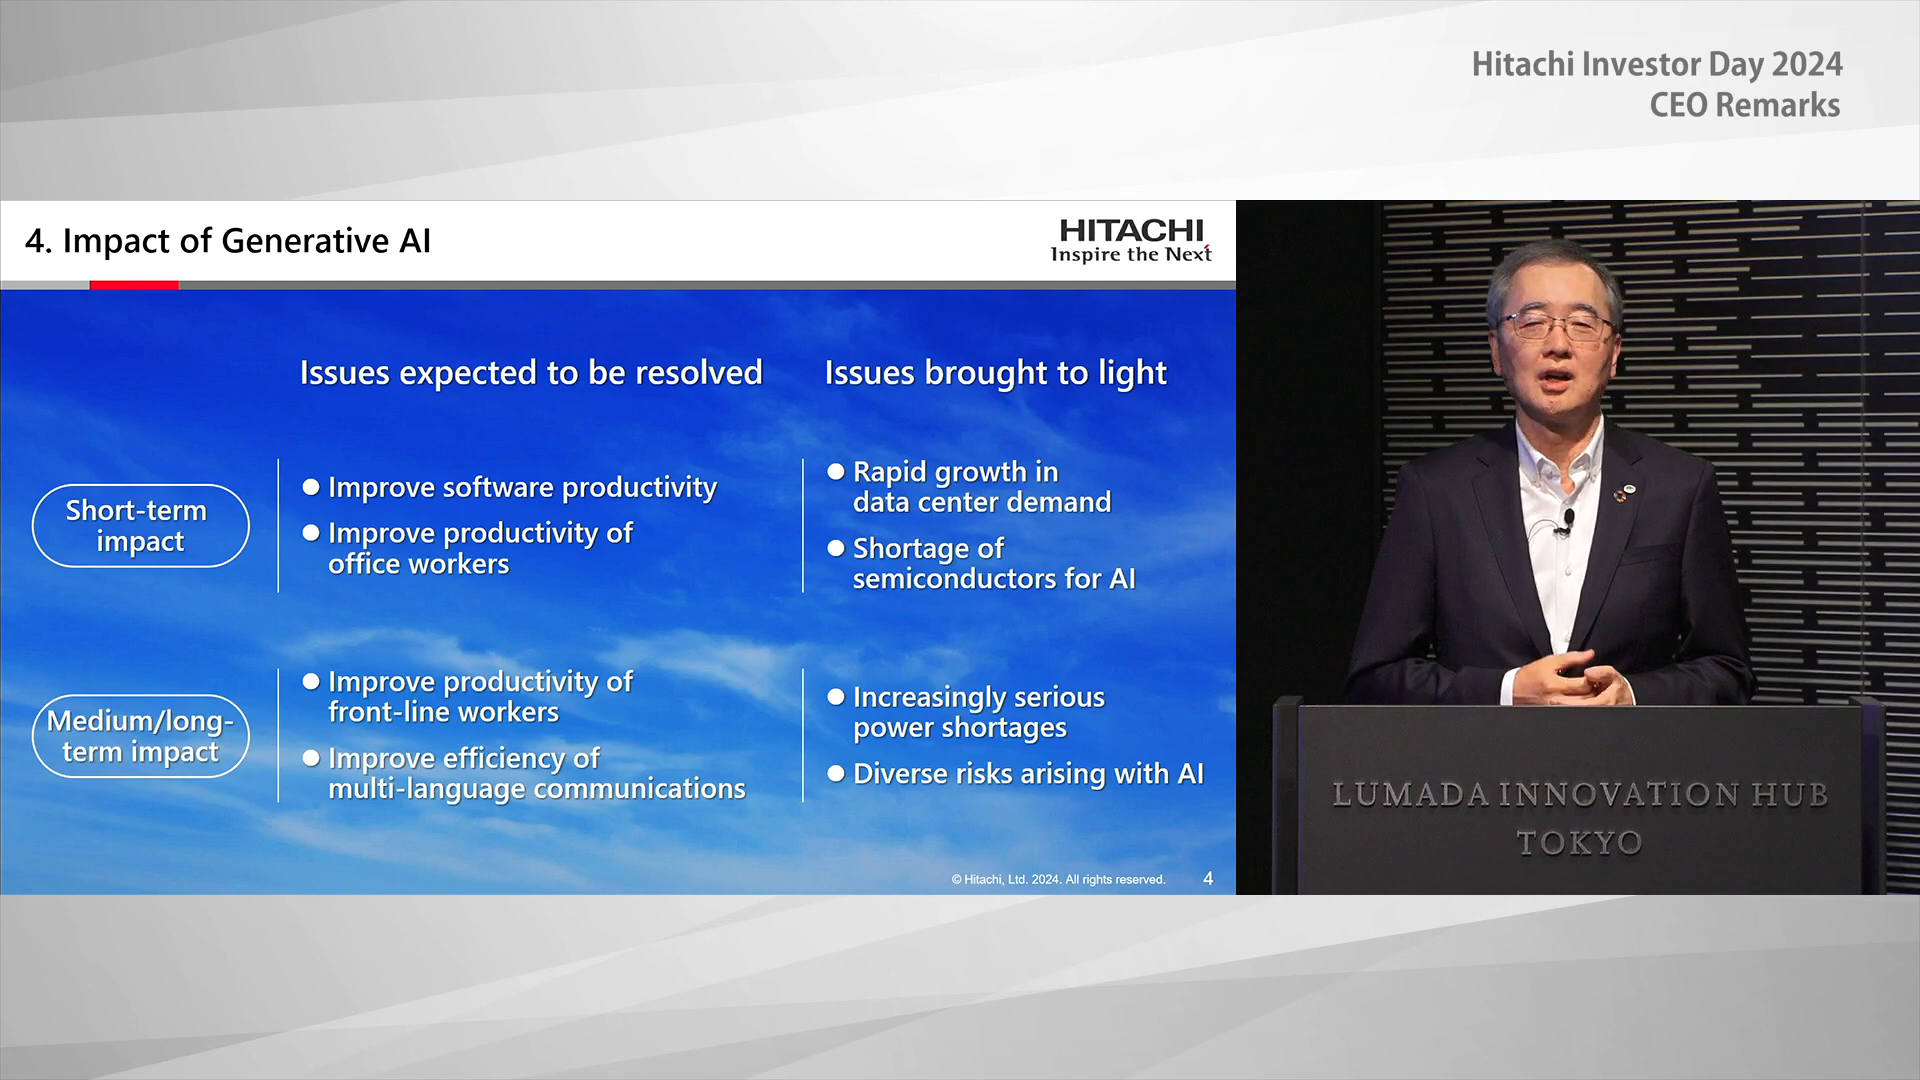 Hitachi Investor Day 2024
CEO Remarks
4. Impact of Generative AI
HITACHI
Inspire the Next
Issues expected to be resolved
Issues brought to light
Short-term
impact
● Improve software productivity
● Improve productivity of
office workers
● Rapid growth in
data center demand
● Shortage of
semiconductors for AI
Medium/long-
term impact
● Improve productivity of
front-line workers
● Improve efficiency of
multi-language communications
● Increasingly serious
power shortages
● Diverse risks arising with AI
© Hitachi, Ltd. 2024. All rights reserved.
4
LUMADA INNOVATION HUB
TOKYO